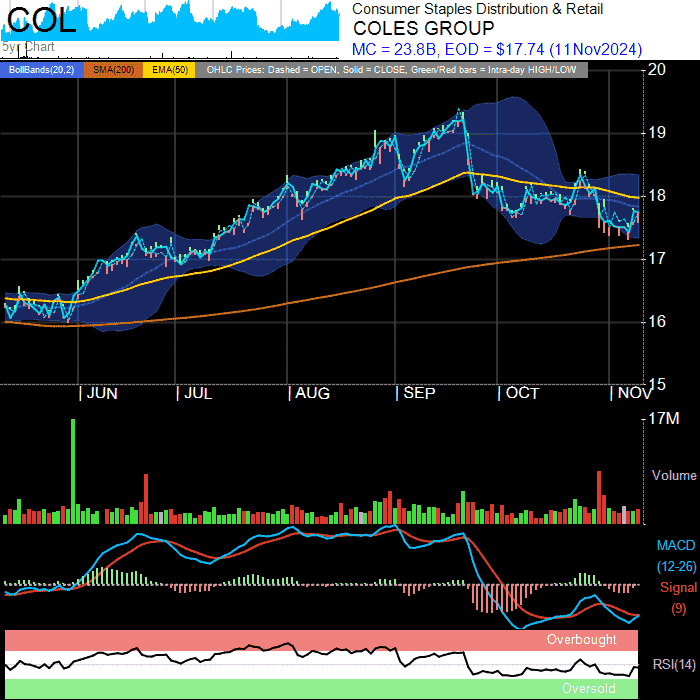 COL
5yr Chart
Consumer Staples Distribution & Retail
COLES GROUP
MC = 23.8B, EOD = $17.74 (11Nov2024)
BollBands(20,2) SMA(200) EMA(50) OHLC Prices: Dashed = OPEN, Solid = CLOSE, Green/Red bars = Intra-day HIGH/LOW
20
19
18
17
16
15
JUN JUL AUG SEP OCT NOV
17M
Volume
MACD
(12-26)
Signal
(9)
Overbought
RSI(14)
Oversold